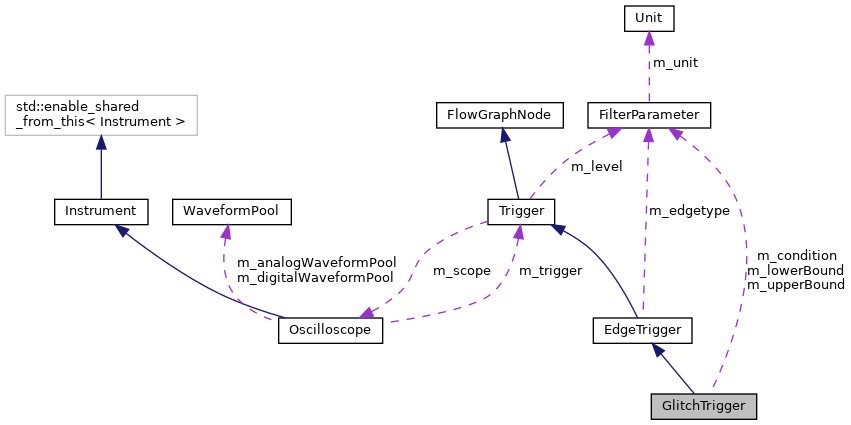 Unit
m_unit
std::enable_shared
_from_this< Instrument >
FlowGraphNode
FilterParameter
m_level
Instrument
WaveformPool
Trigger
m_edgetype
m_analogWaveformPool
m_digitalWaveformPool
m_scope
m_trigger
m_condition
m_lowerBound
m_upperBound
Oscilloscope
EdgeTrigger
GlitchTrigger